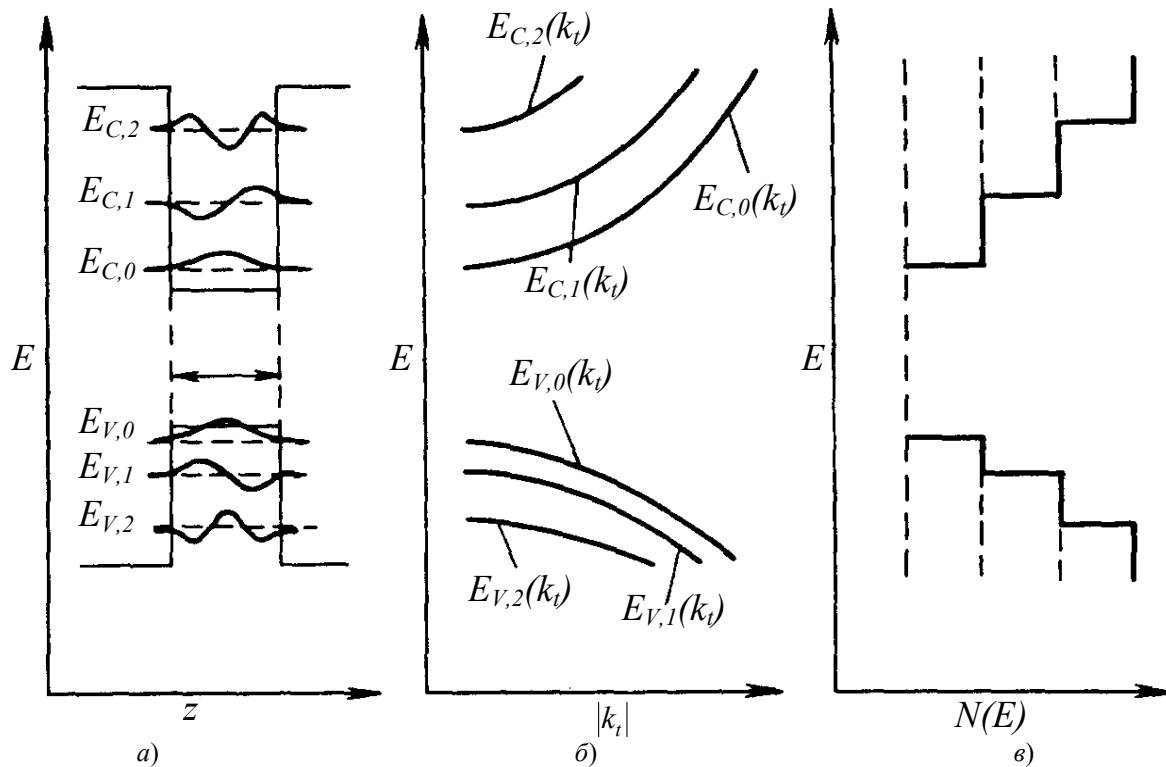 E_{C,2}
E_{C,1}
E_{C,0}
E
E_{V,0}
E_{V,1}
E_{V,2}
z
а)
E_{C,2}(k_t)
E_{C,0}(k_t)
E_{C,1}(k_t)
E
E_{V,0}(k_t)
E_{V,2}(k_t)
E_{V,1}(k_t)
|k_t|
б)
E
N(E)
в)